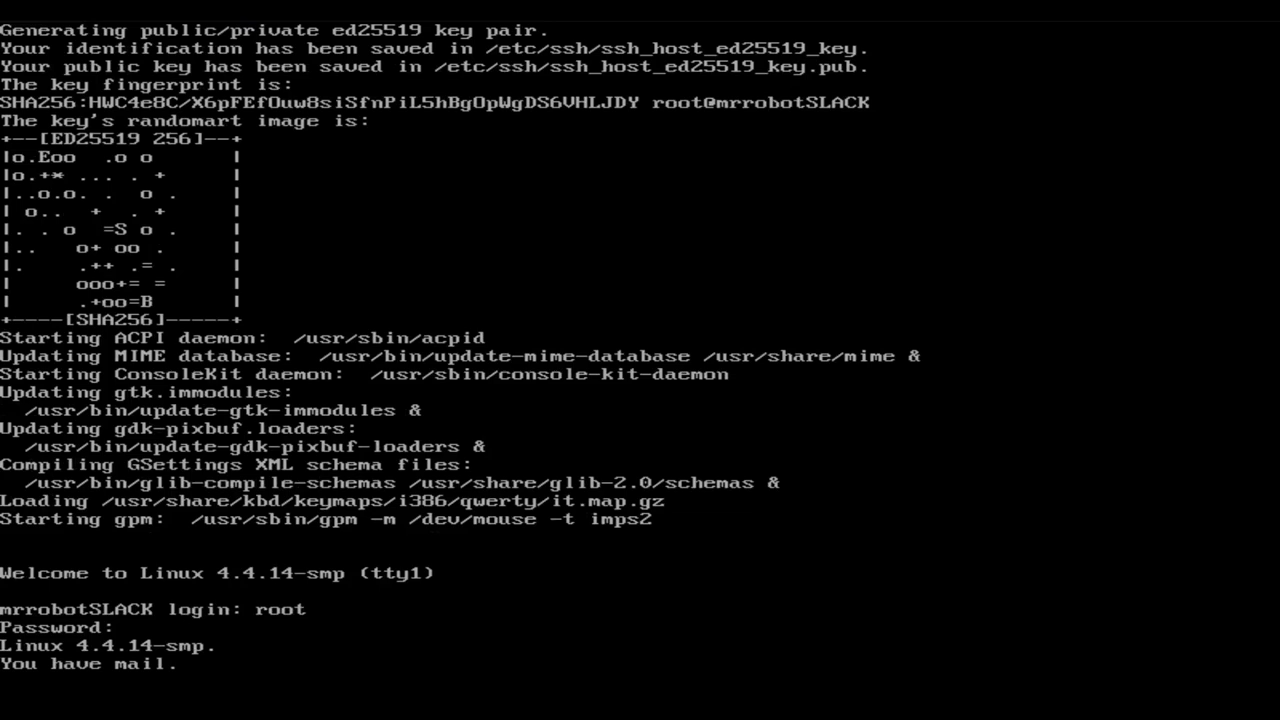 Generating public/private ed25519 key pair.
Your identification has been saved in /etc/ssh/ssh_host_ed25519_key.
Your public key has been saved in /etc/ssh/ssh_host_ed25519_key.pub.
The key fingerprint is:
SHA256:HWC4e8C/X6pFEfOuw8siSfnPiL5hBgOpWgDS6VHLJDY root@mrrobotSLACK
The key's randomart image is:
+--[ED25519 256]--+
|o.Eoo  .o o      |
|o.+* ... . +     |
|..o.o. .  o .    |
| o..  +  . +     |
|. . o  =S o .    |
|..   o+ oo .     |
|.    .++ .= .    |
|     ooo+= =     |
|     .+oo=B      |
+----[SHA256]-----+
Starting ACPI daemon:  /usr/sbin/acpid
Updating MIME database:  /usr/bin/update-mime-database /usr/share/mime &
Starting ConsoleKit daemon:  /usr/sbin/console-kit-daemon
Updating gtk.immodules:
  /usr/bin/update-gtk-immodules &
Updating gdk-pixbuf.loaders:
  /usr/bin/update-gdk-pixbuf-loaders &
Compiling GSettings XML schema files:
  /usr/bin/glib-compile-schemas /usr/share/glib-2.0/schemas &
Loading /usr/share/kbd/keymaps/i386/qwerty/it.map.gz
Starting gpm:  /usr/sbin/gpm -m /dev/mouse -t imps2
Welcome to Linux 4.4.14-smp (tty1)
mrrobotSLACK login: root
Password:
Linux 4.4.14-smp.
You have mail.